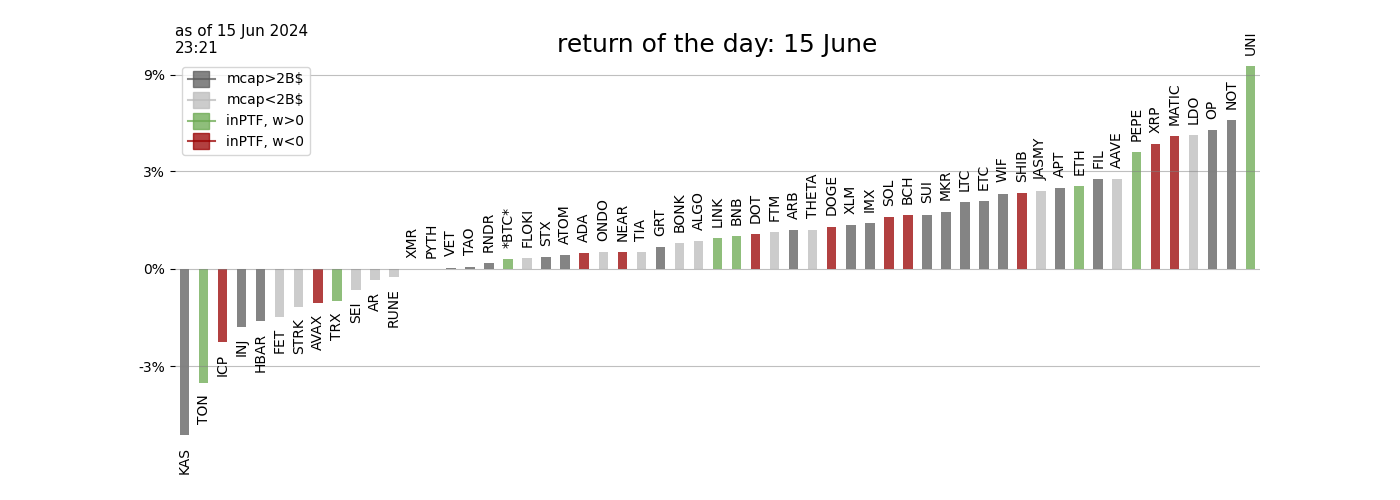 as of 15 Jun 2024
23:21
return of the day: 15 June
mcap>2B$
mcap<2B$
inPTF, w>0
inPTF, w<0
9%
3%
0%
-3%
KAS
TON
ICP
INJ
HBAR
FET
STRK
AVAX
TRX
SEI
AR
RUNE
XMR
PYTH
VET
TAO
RNDR
*BTC*
FLOKI
STX
ATOM
ADA
ONDO
NEAR
TIA
GRT
BONK
ALGO
LINK
BNB
DOT
FTM
ARB
THETA
DOGE
XLM
IMX
SOL
BCH
SUI
MKR
LTC
ETC
WIF
SHIB
JASMY
APT
ETH
FIL
AAVE
PEPE
XRP
MATIC
LDO
OP
NOT
UNI